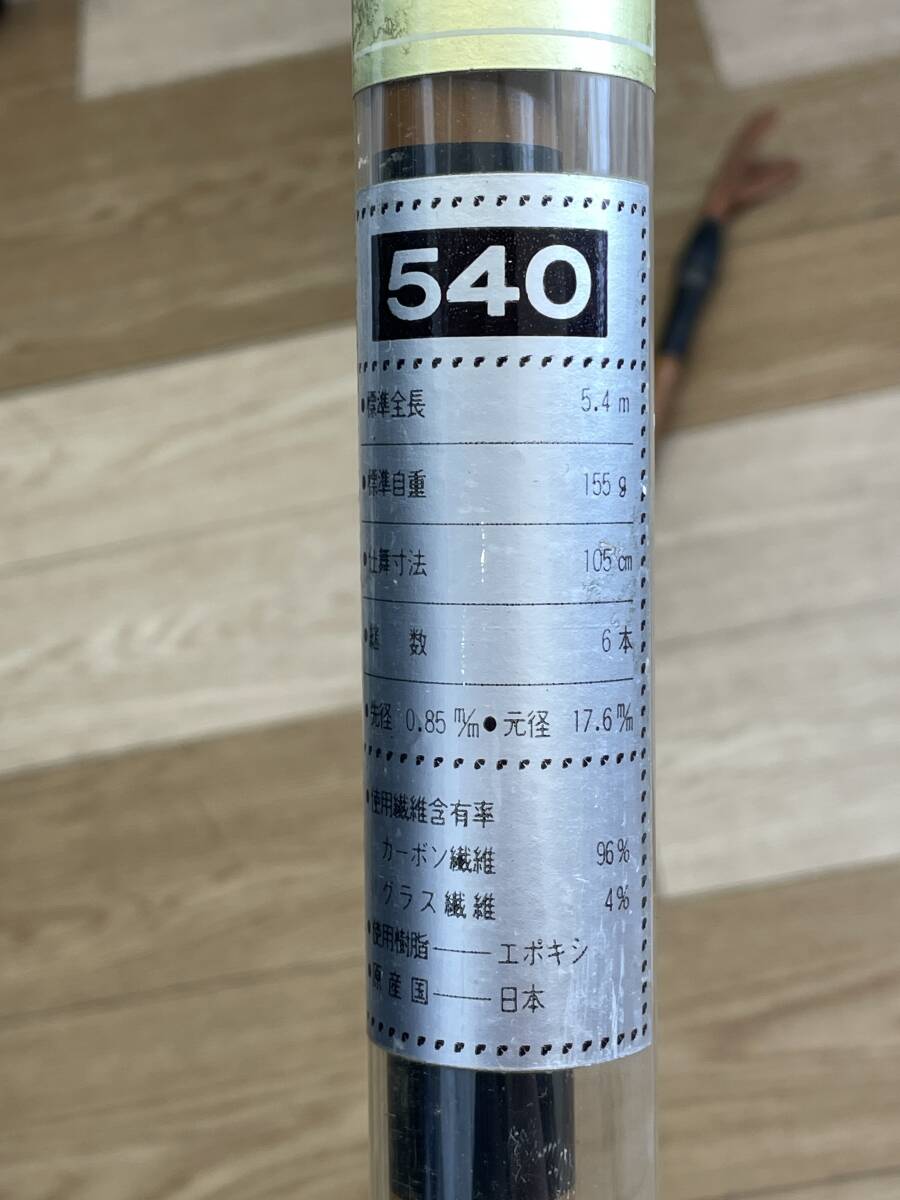 540
●標準全長 5.4 m
●標準自重 155 g
●仕舞寸法 105 cm
●継 数 6 本
●先径 0.85 m/m ●元径 17.6 m/m
●使用繊維含有率
カーボン繊維 96%
グラス繊維 4%
●使用樹脂——エポキシ
●原産国——日本